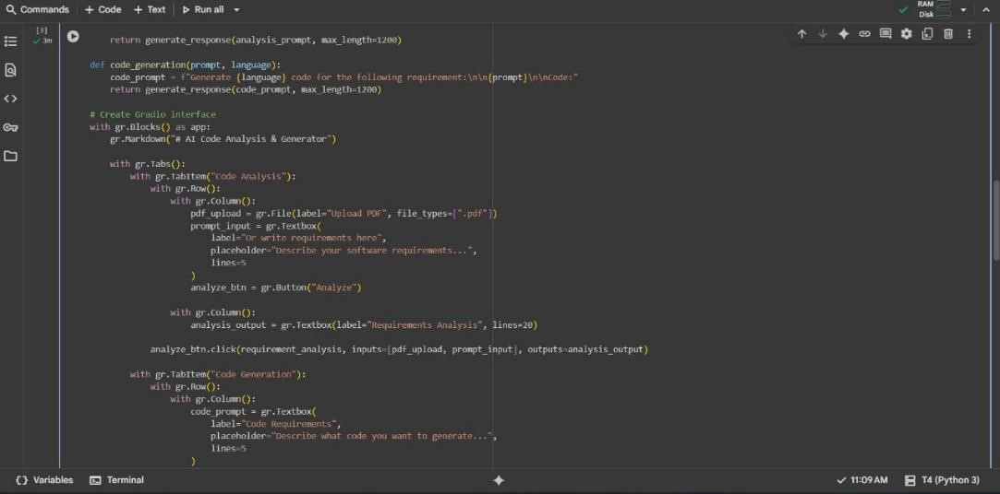 Commands + Code + Text Run all
RAM
Disk
[3]
3m
return generate_response(analysis_prompt, max_length=1200)
def code_generation(prompt, language):
code_prompt = f"Generate {language} code for the following requirement:\n\n{prompt}\n\nCode:"
return generate_response(code_prompt, max_length=1200)
# Create Gradio interface
with gr.Blocks() as app:
gr.Markdown("# AI Code Analysis & Generator")
with gr.Tabs():
with gr.TabItem("Code Analysis"):
with gr.Row():
with gr.Column():
pdf_upload = gr.File(label="Upload PDF", file_types=[".pdf"])
prompt_input = gr.Textbox(
label="Or write requirements here",
placeholder="Describe your software requirements...",
lines=5
)
analyze_btn = gr.Button("Analyze")
with gr.Column():
analysis_output = gr.Textbox(label="Requirements Analysis", lines=20)
analyze_btn.click(requirement_analysis, inputs=[pdf_upload, prompt_input], outputs=analysis_output)
with gr.TabItem("Code Generation"):
with gr.Row():
with gr.Column():
code_prompt = gr.Textbox(
label="Code Requirements",
placeholder="Describe what code you want to generate...",
lines=5
)
{} Variables Terminal 11:09 AM T4 (Python 3)